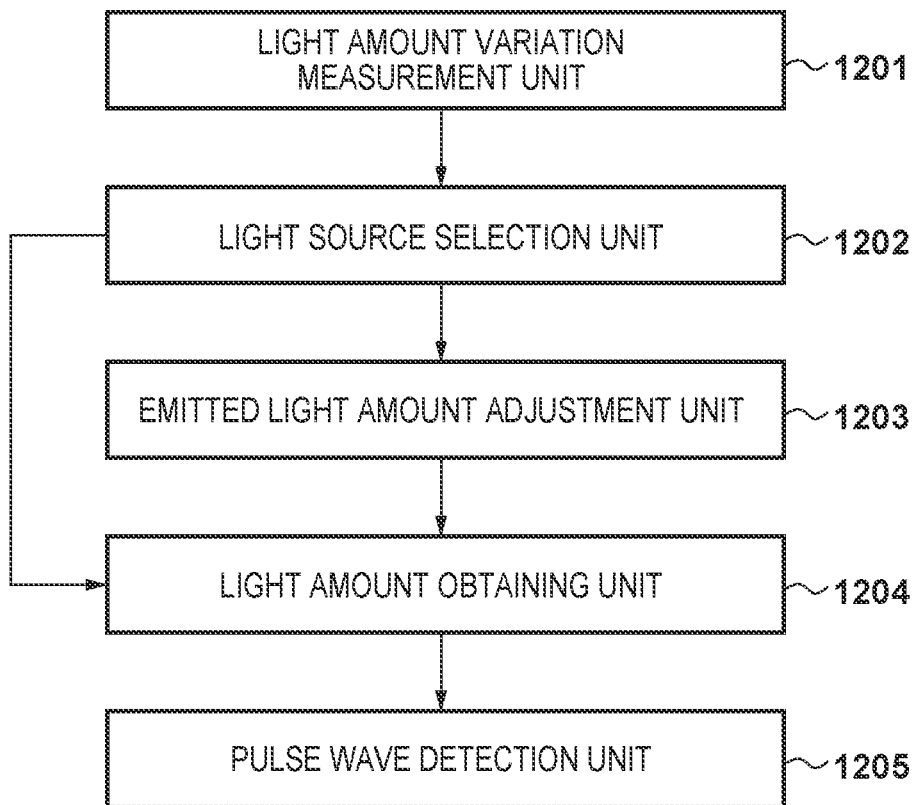 LIGHT AMOUNT VARIATION
MEASUREMENT UNIT
1201
LIGHT SOURCE SELECTION UNIT
1202
EMITTED LIGHT AMOUNT ADJUSTMENT UNIT
1203
LIGHT AMOUNT OBTAINING UNIT
1204
PULSE WAVE DETECTION UNIT
1205